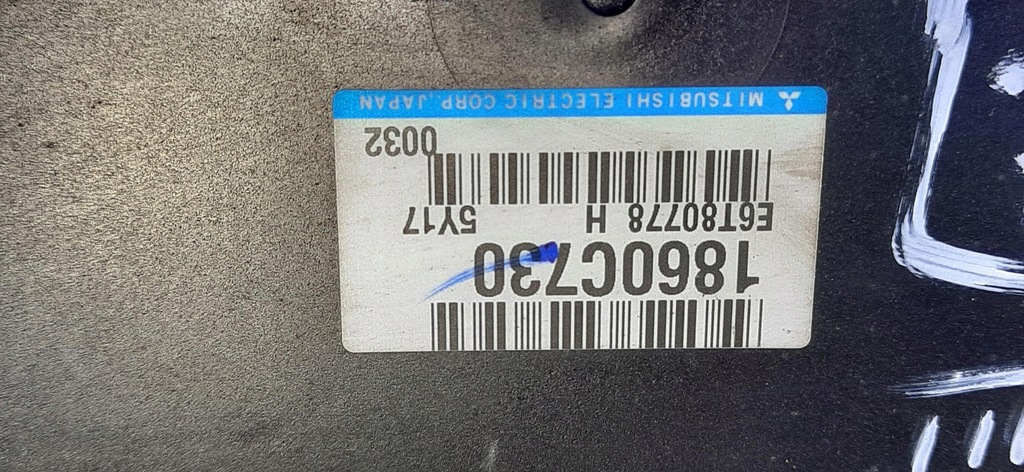 1860C730
E6T80778 H 5Y17
0032
MITSUBISHI ELECTRIC CORP.,JAPAN